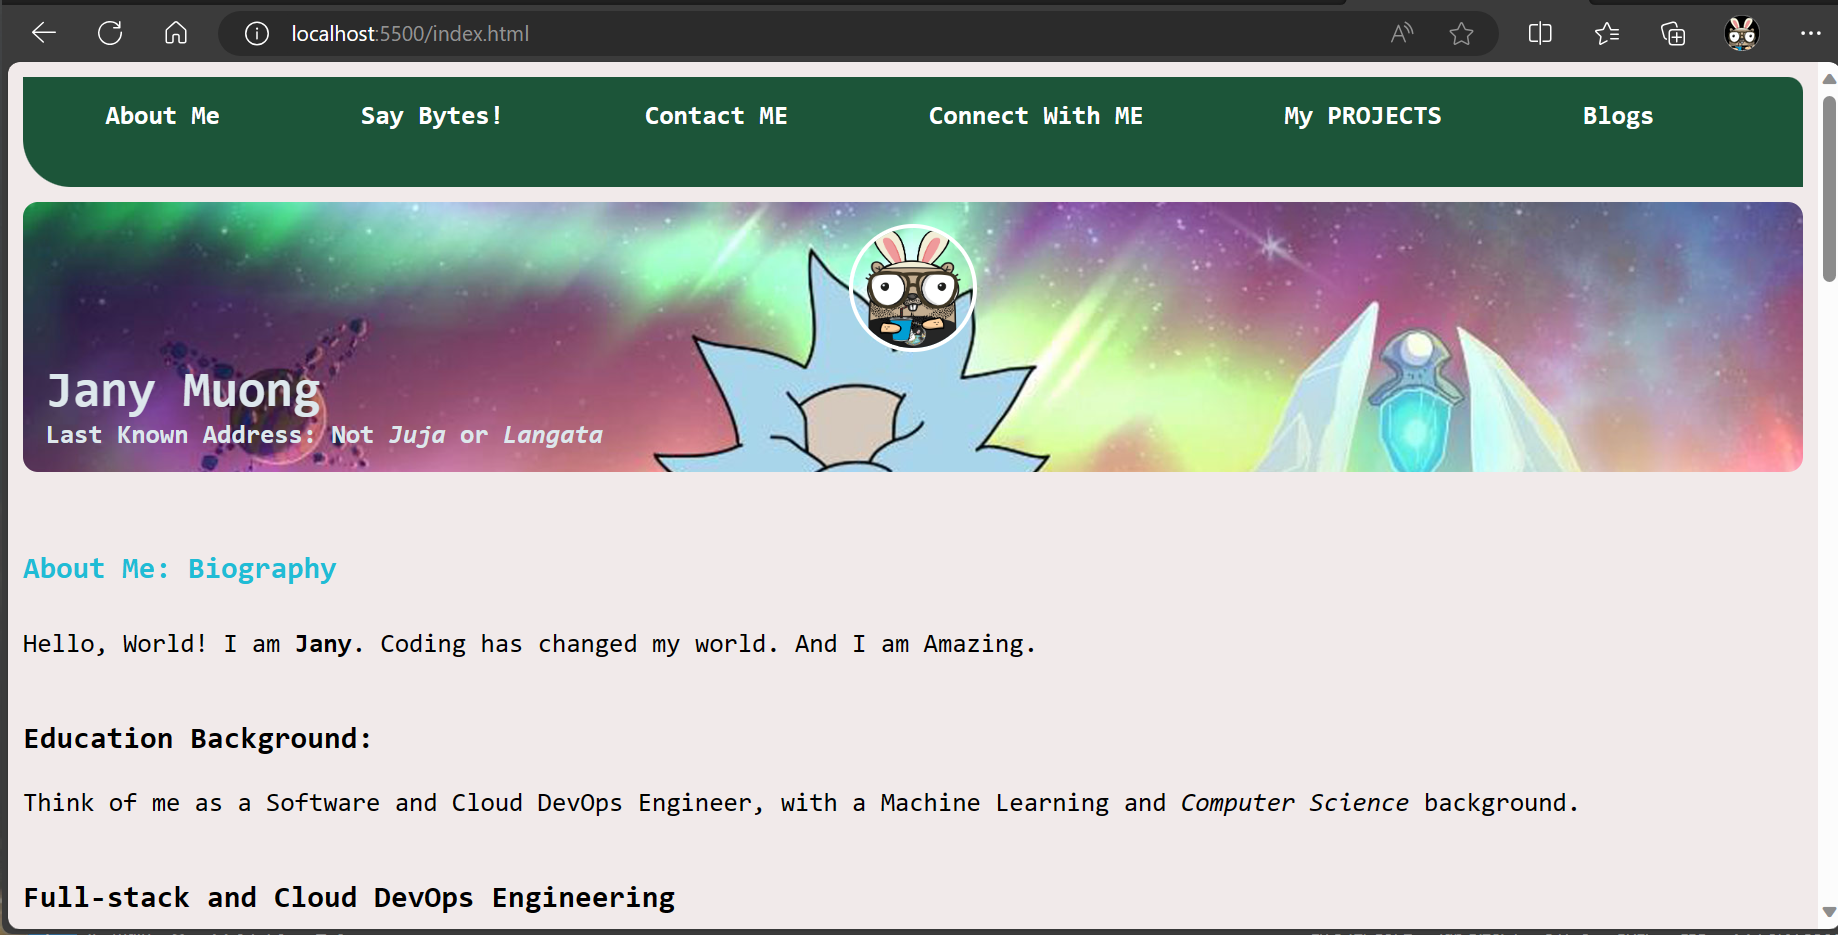 localhost:5500/index.html
About Me Say Bytes! Contact ME Connect With ME My PROJECTS Blogs
Jany Muong
Last Known Address: Not Juja or Langata
About Me: Biography
Hello, World! I am Jany. Coding has changed my world. And I am Amazing.
Education Background:
Think of me as a Software and Cloud DevOps Engineer, with a Machine Learning and Computer Science background.
Full-stack and Cloud DevOps Engineering